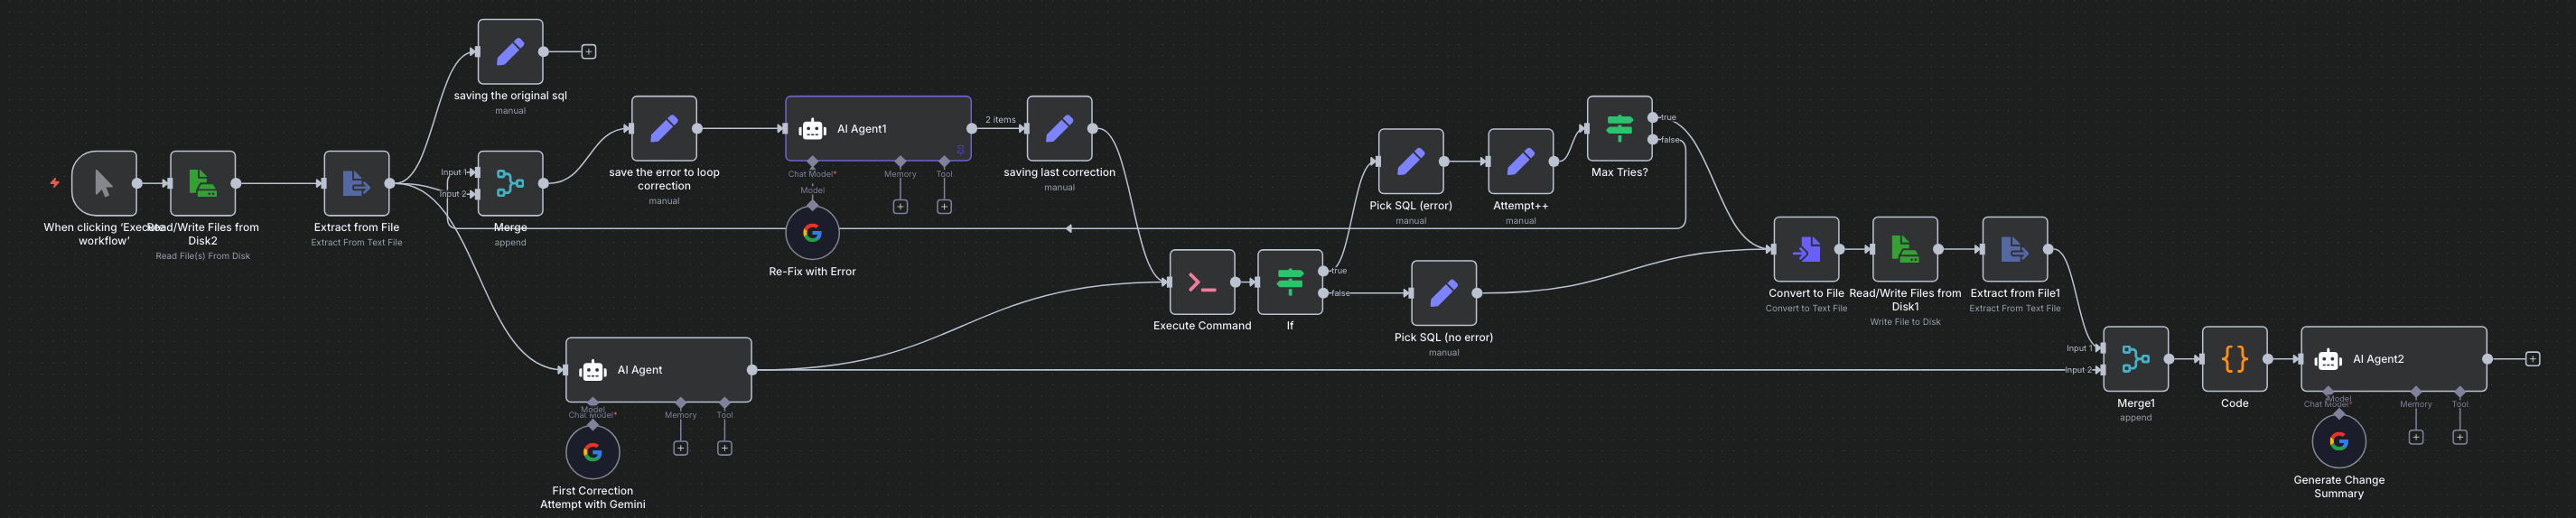 saving the original sql
manual
When clicking 'Execute
workflow'
Read/Write Files from
Disk2
Read File(s) From Disk
Extract from File
Extract From Text File
Input 1
Input 2
Merge
append
save the error to loop
correction
manual
AI Agent1
Chat Model*
Memory
Tool
Model
Re-Fix with Error
2 items
saving last correction
manual
AI Agent
Model
Chat Model*
Memory
Tool
First Correction
Attempt with Gemini
Execute Command
If
true
false
Pick SQL (error)
manual
Attempt++
manual
Max Tries?
true
false
Pick SQL (no error)
manual
Convert to File
Convert to Text File
Read/Write Files from
Disk1
Write File to Disk
Extract from File1
Extract From Text File
Input 1
Input 2
Merge1
append
Code
AI Agent2
Model
Chat Model*
Memory
Tool
Generate Change
Summary